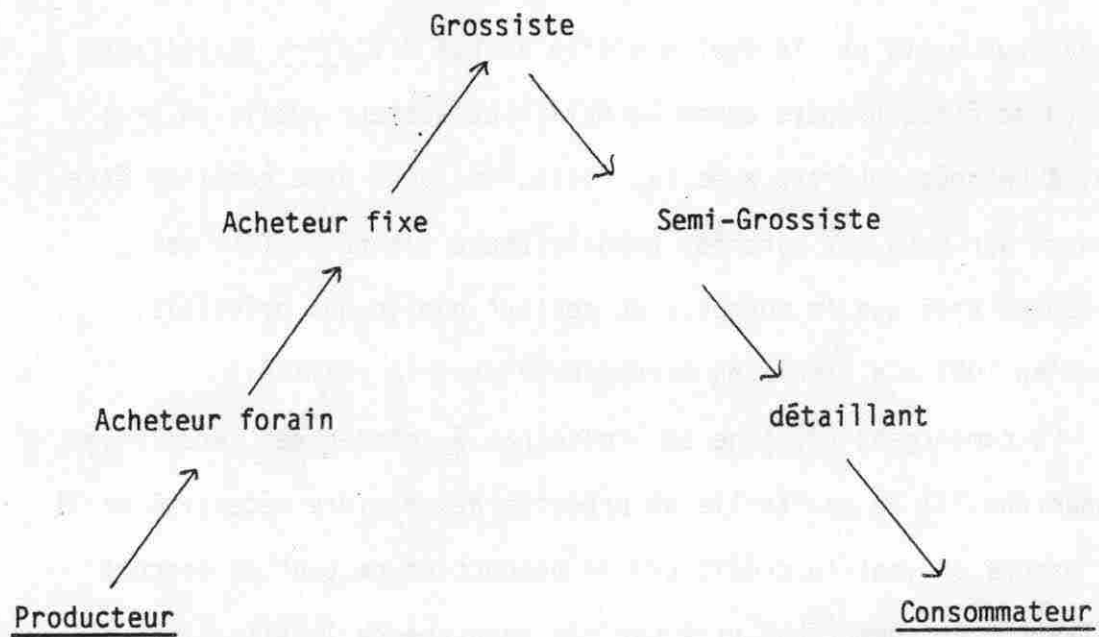 Grossiste
Acheteur fixe Semi-Grossiste
Acheteur forain détaillant
Producteur Consommateur